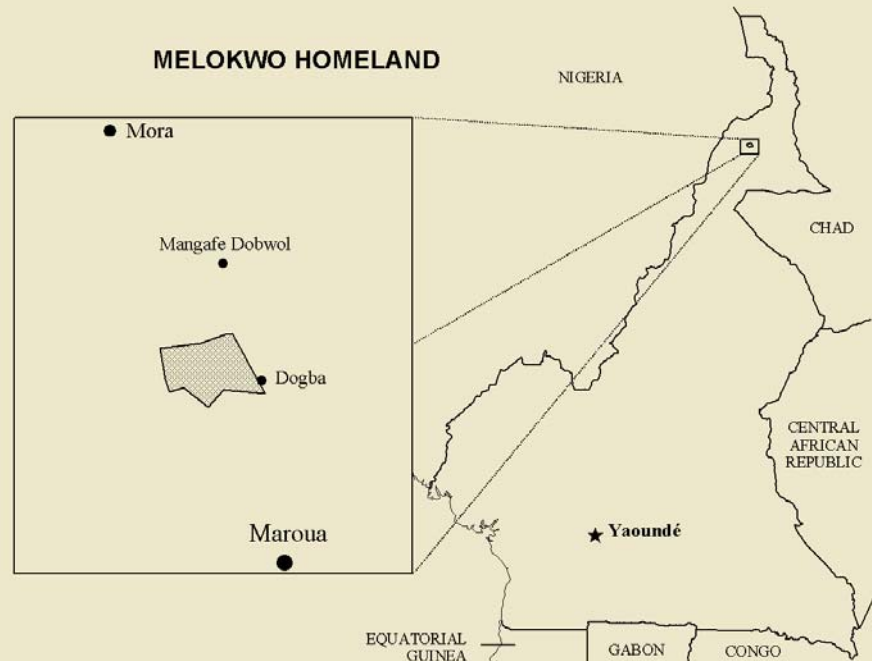 MELOKWO HOMELAND
NIGERIA
Mora
Mangafe Dobwol
CHAD
Dogba
CENTRAL
AFRICAN
REPUBLIC
Maroua
Yaoundé
EQUATORIAL
GUINEA
GABON
CONGO